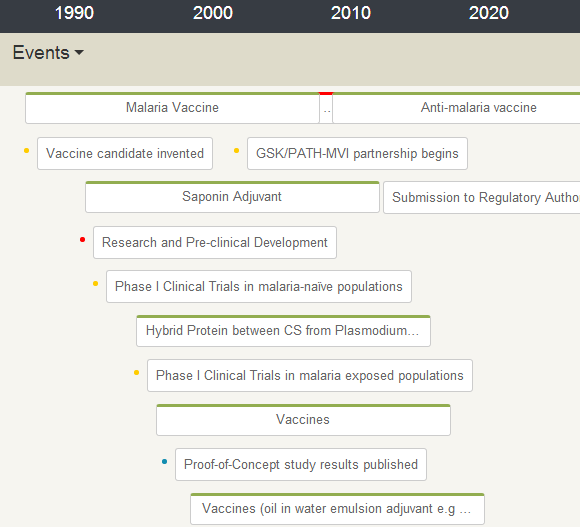 1990 2000 2010 2020
Events
Malaria Vaccine ... Anti-malaria vaccine
Vaccine candidate invented GSK/PATH-MVI partnership begins
Saponin Adjuvant Submission to Regulatory Autho
Research and Pre-clinical Development
Phase I Clinical Trials in malaria-naïve populations
Hybrid Protein between CS from Plasmodium...
Phase I Clinical Trials in malaria exposed populations
Vaccines
Proof-of-Concept study results published
Vaccines (oil in water emulsion adjuvant e.g ...